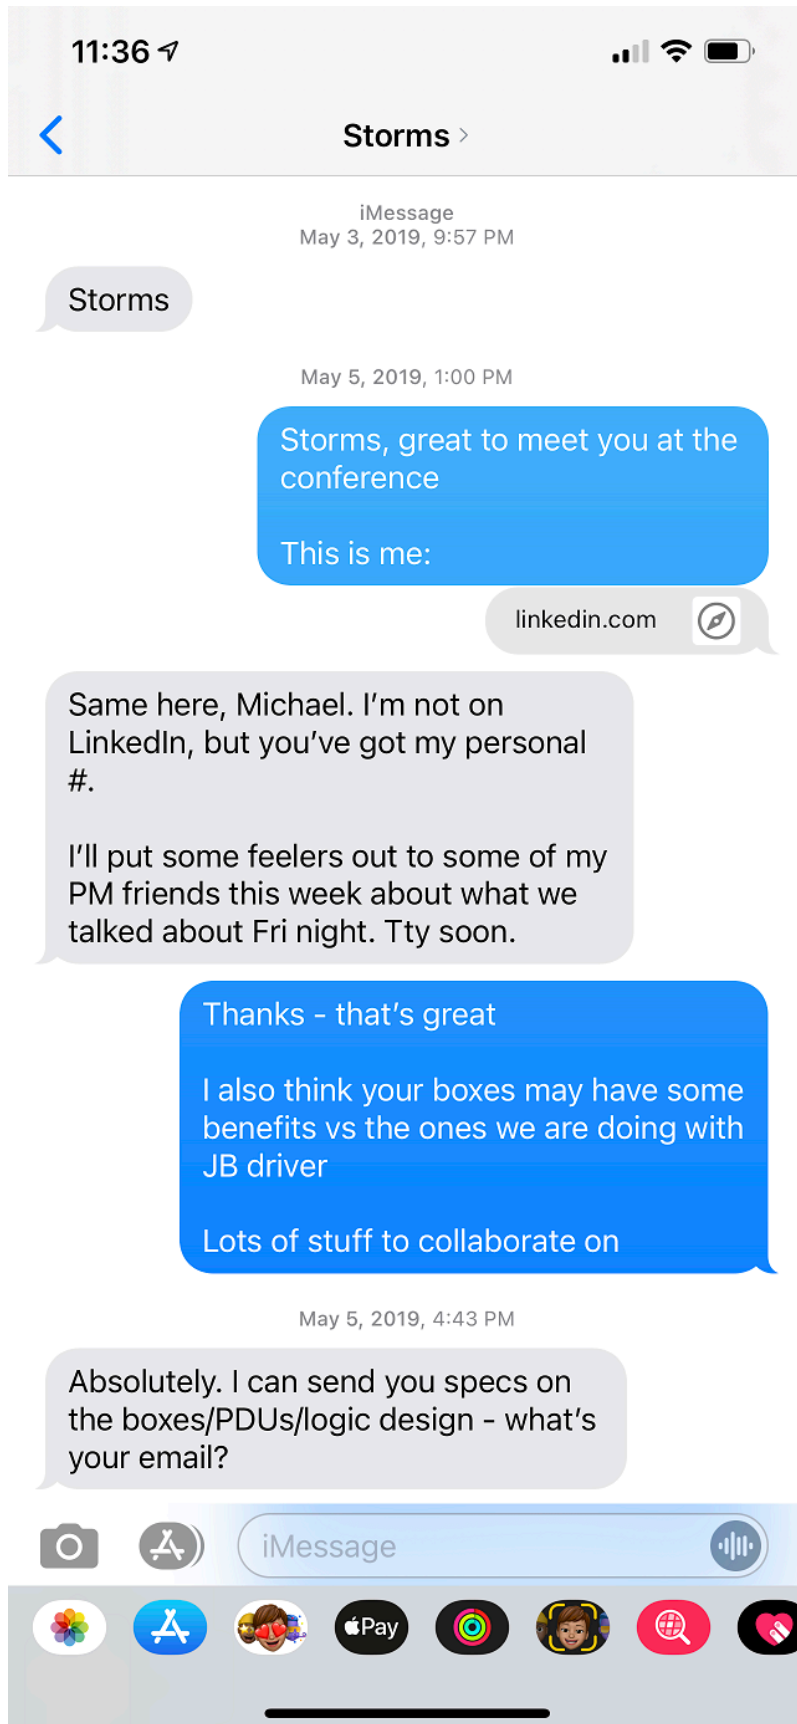 11:36
Storms
iMessage
May 3, 2019, 9:57 PM
Storms
May 5, 2019, 1:00 PM
Storms, great to meet you at the
conference
This is me:
linkedin.com
Same here, Michael. I’m not on
LinkedIn, but you’ve got my personal
#.
I’ll put some feelers out to some of my
PM friends this week about what we
talked about Fri night. Tty soon.
Thanks - that’s great
I also think your boxes may have some
benefits vs the ones we are doing with
JB driver
Lots of stuff to collaborate on
May 5, 2019, 4:43 PM
Absolutely. I can send you specs on
the boxes/PDUs/logic design - what’s
your email?
iMessage
Pay